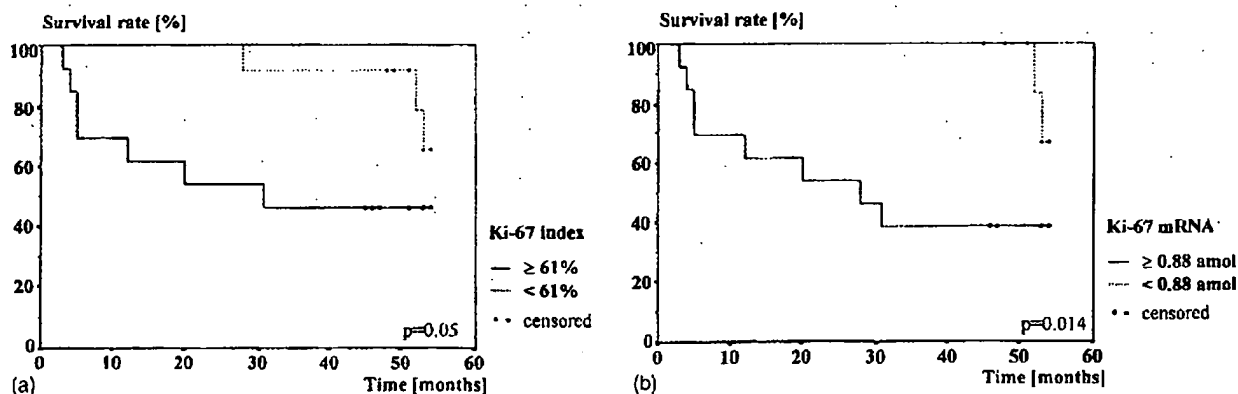 Survival rate [%]
100
80
60
40
20
0
0 10 20 30 40 50 60
Time [months]
Ki-67 index
≥ 61%
< 61%
censored
p=0.05
(a)
Survival rate [%]
100
80
60
40
20
0
0 10 20 30 40 50 60
Time [months]
Ki-67 mRNA
≥ 0.88 amol
< 0.88 amol
censored
p=0.014
(b)